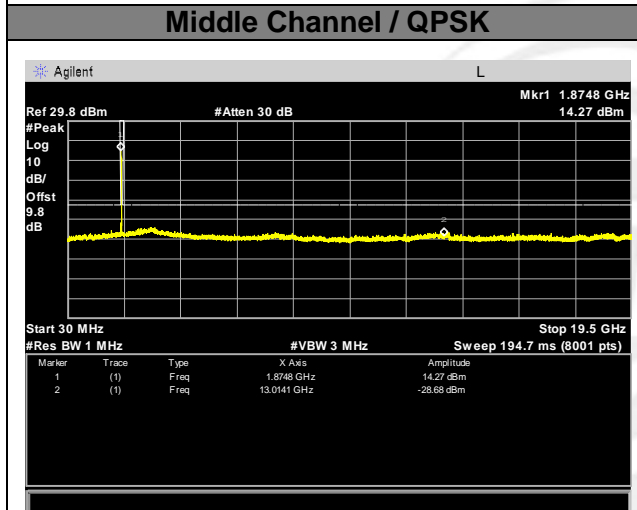 Middle Channel / QPSK
Agilent L
Mkr1 1.8748 GHz
Ref 29.8 dBm #Atten 30 dB 14.27 dBm
#Peak
Log
10
dB/
Offst
9.8
dB
1
2
Start 30 MHz Stop 19.5 GHz
#Res BW 1 MHz #VBW 3 MHz Sweep 194.7 ms (8001 pts)
Marker Trace Type X Axis Amplitude
1 (1) Freq 1.8748 GHz 14.27 dBm
2 (1) Freq 13.0141 GHz -28.68 dBm